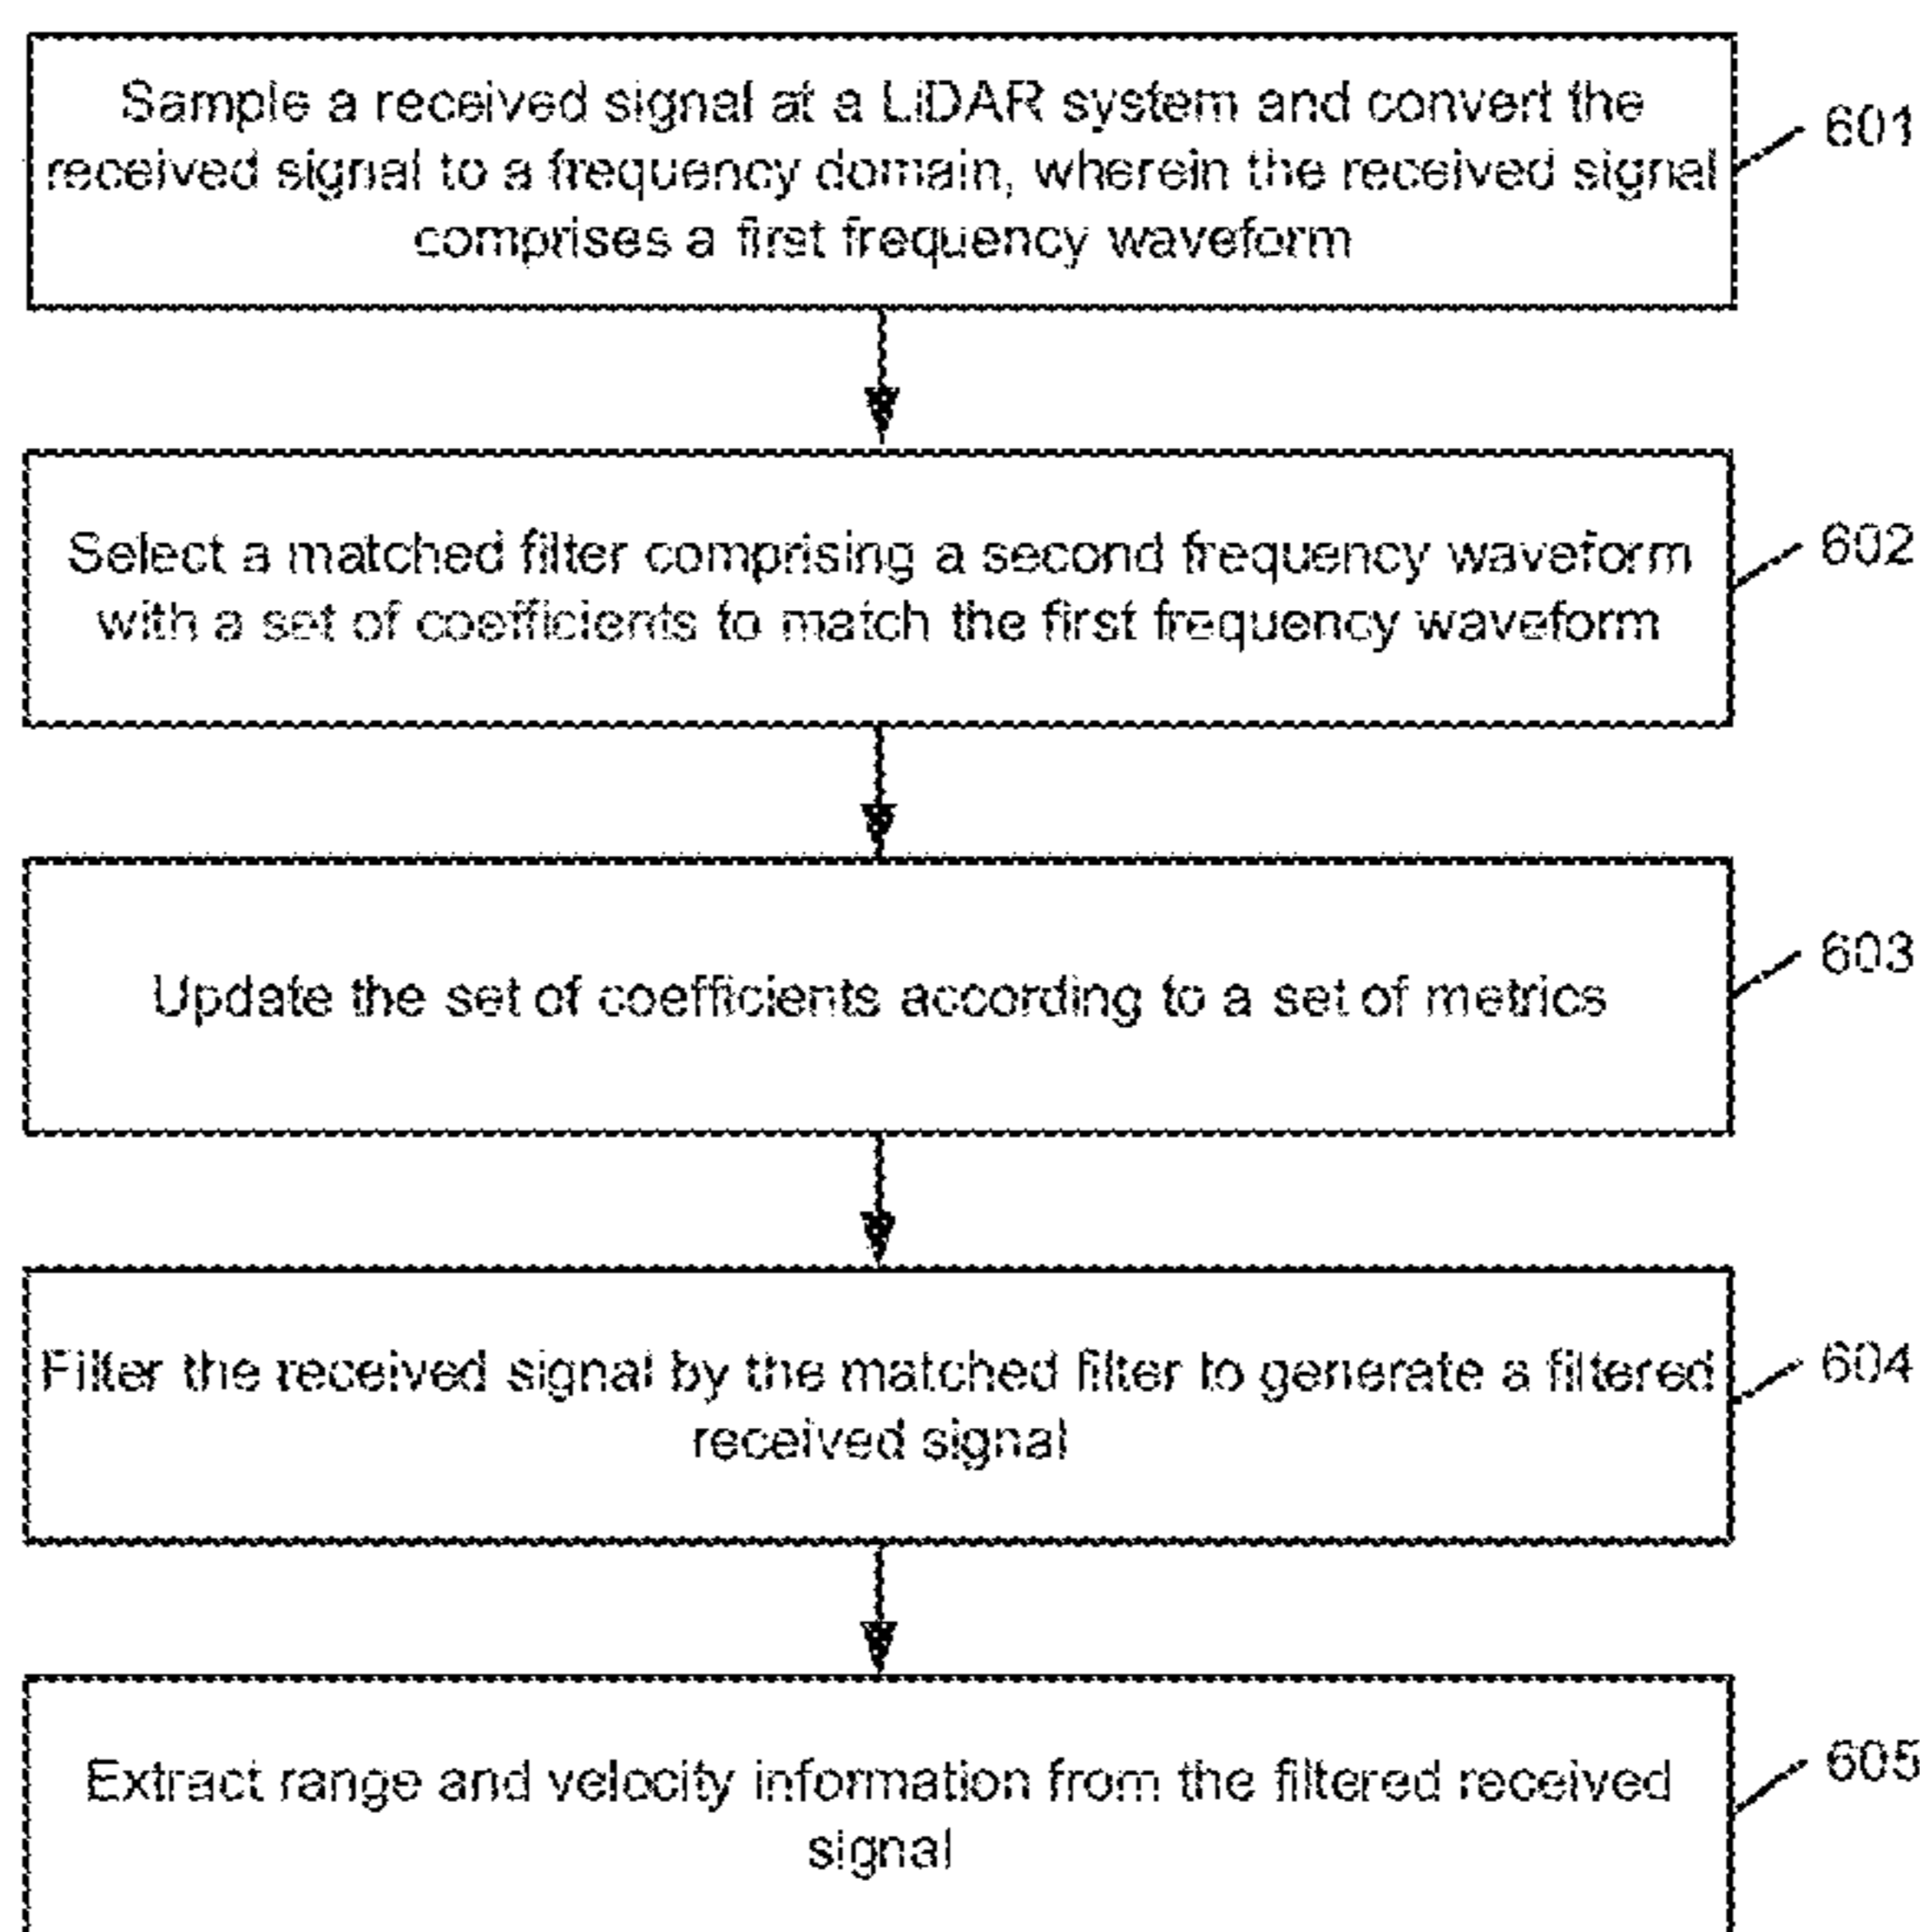 Sample a received signal at a LiDAR system and convert the
received signal to a frequency domain, wherein the received signal
comprises a first frequency waveform
601
Select a matched filter comprising a second frequency waveform
with a set of coefficients to match the first frequency waveform
602
Update the set of coefficients according to a set of metrics
603
Filter the received signal by the matched filter to generate a filtered
received signal
604
Extract range and velocity information from the filtered received
signal
605